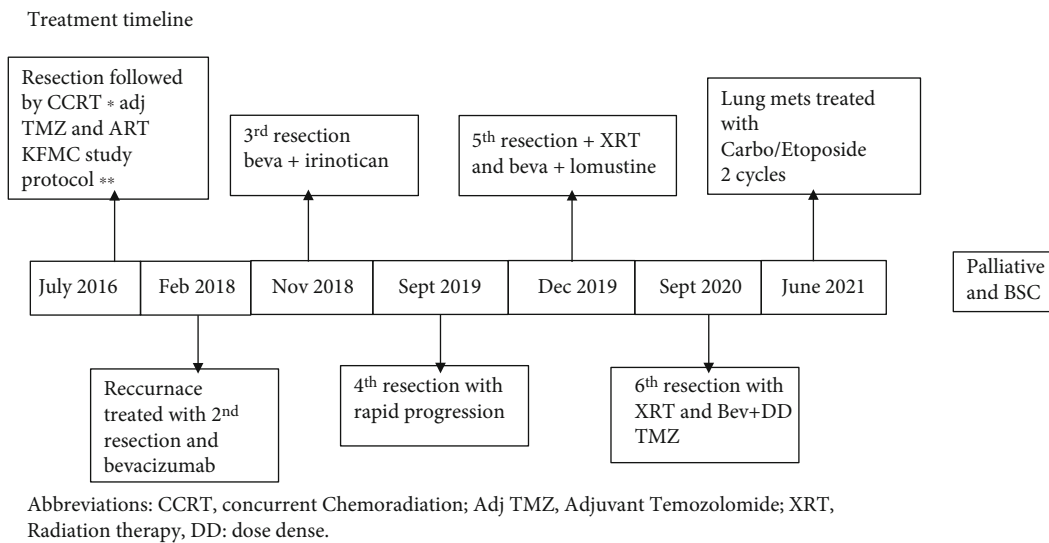 Treatment timeline
Resection followed
by CCRT * adj
TMZ and ART
KFMC study
protocol **
3rd resection
beva + irinotican
5th resection + XRT
and beva + lomustine
Lung mets treated
with
Carbo/Etoposide
2 cycles
July 2016
Feb 2018
Nov 2018
Sept 2019
Dec 2019
Sept 2020
June 2021
Palliative
and BSC
Reccurnace
treated with 2nd
resection and
bevacizumab
4th resection with
rapid progression
6th resection with
XRT and Bev+DD
TMZ
Abbreviations: CCRT, concurrent Chemoradiation; Adj TMZ, Adjuvant Temozolomide; XRT,
Radiation therapy, DD: dose dense.